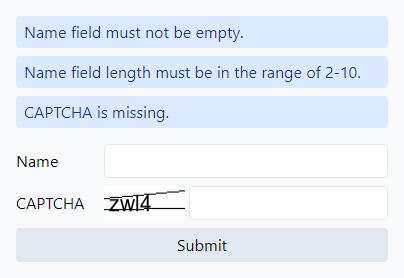 Name field must not be empty.
Name field length must be in the range of 2-10.
CAPTCHA is missing.
Name
CAPTCHA
Submit